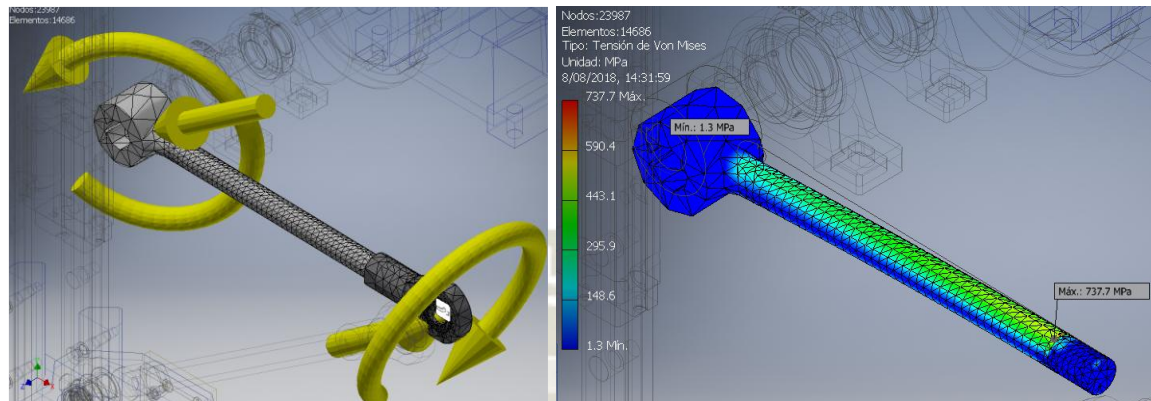 Nodos:23987
Elementos:14686
Nodos:23987
Elementos:14686
Tipo: Tensión de Von Mises
Unidad: MPa
8/08/2018, 14:31:59
737.7 Máx.
Mín.: 1.3 MPa
590.4
443.1
295.9
Máx.: 737.7 MPa
148.6
1.3 Mín.